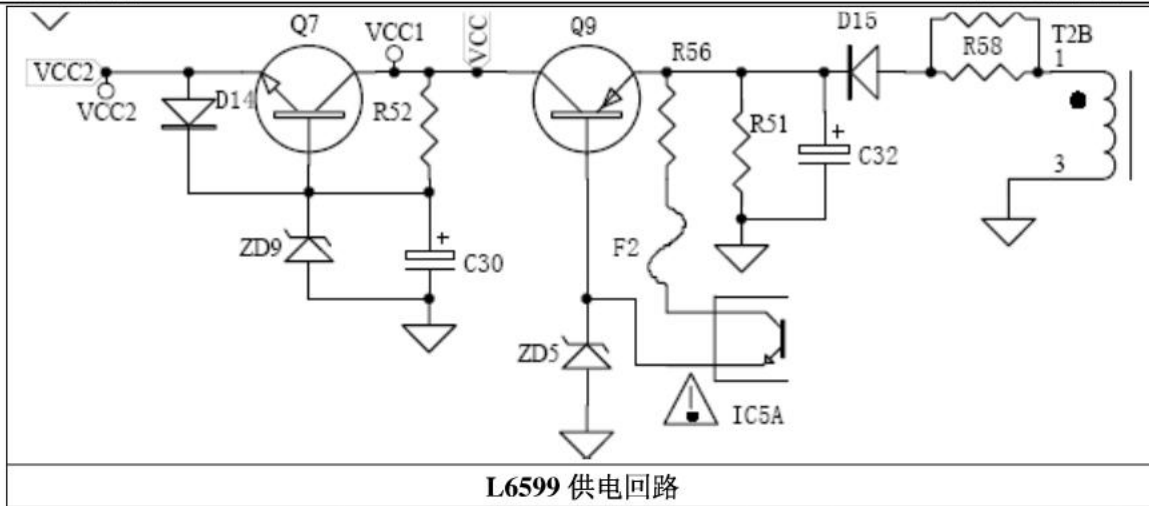 Q7
VCC1
VCC
Q9
D15
R58
T2B
1
R56
VCC2
VCC2
D14
R52
R51
C32
3
ZD9
C30
F2
ZD5
IC5A
L6599 供电回路